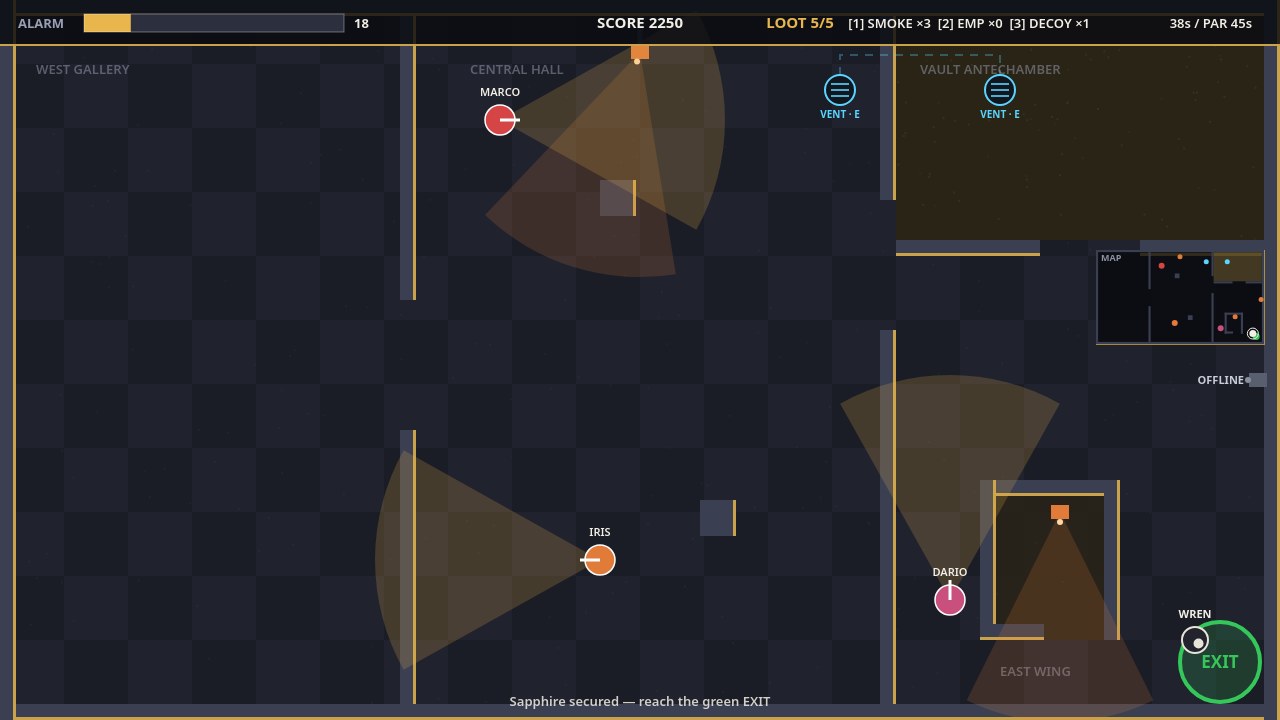 ALARM 18 SCORE 2250 LOOT 5/5 [1] SMOKE ×3 [2] EMP ×0 [3] DECOY ×1 38s / PAR 45s
WEST GALLERY
CENTRAL HALL
VAULT ANTECHAMBER
MARCO
VENT · E
VENT · E
MAP
OFFLINE
IRIS
DARIO
WREN
EXIT
EAST WING
Sapphire secured — reach the green EXIT